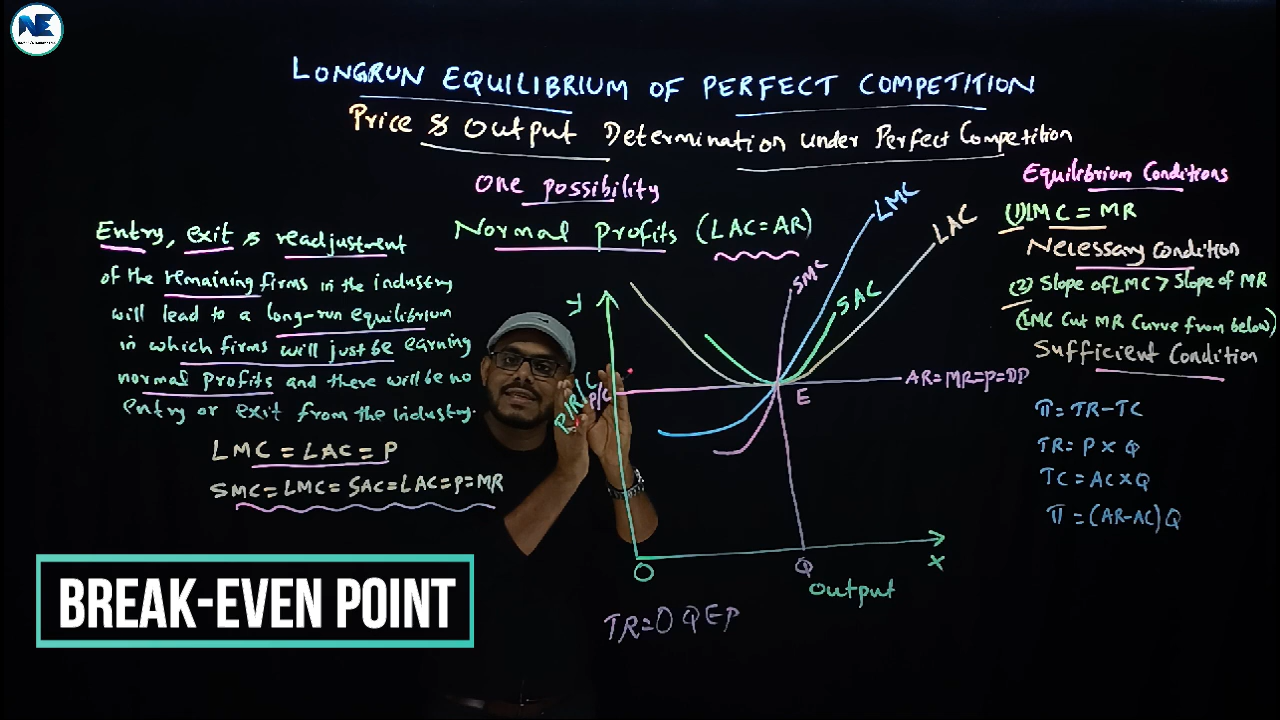 NE
LONGRUN EQUILIBRIUM OF PERFECT COMPETITION
Price & Output Determination under Perfect Competition
One possibility
Normal Profits (LAC=AR)
Entry, exit & readjustment
of the remaining firms in the industry
will lead to a long-run equilibrium
in which firms will just be earning
normal profits and there will be no
entry or exit from the industry.
LMC = LAC = P
SMC=LMC=SAC=LAC=P=MR
BREAK-EVEN POINT
Y
P/R/C
P/C
SMC
LMC
SAC
LAC
AR=MR=P=DD
E
O
Q
X
Output
TR=OQEP
Equilibrium Conditions
(1) LMC = MR
Necessary Condition
(2) Slope of LMC > Slope of MR
(LMC Cut MR Curve from below)
Sufficient Condition
π = TR-TC
TR = P × Q
TC = AC × Q
π = (AR-AC) Q